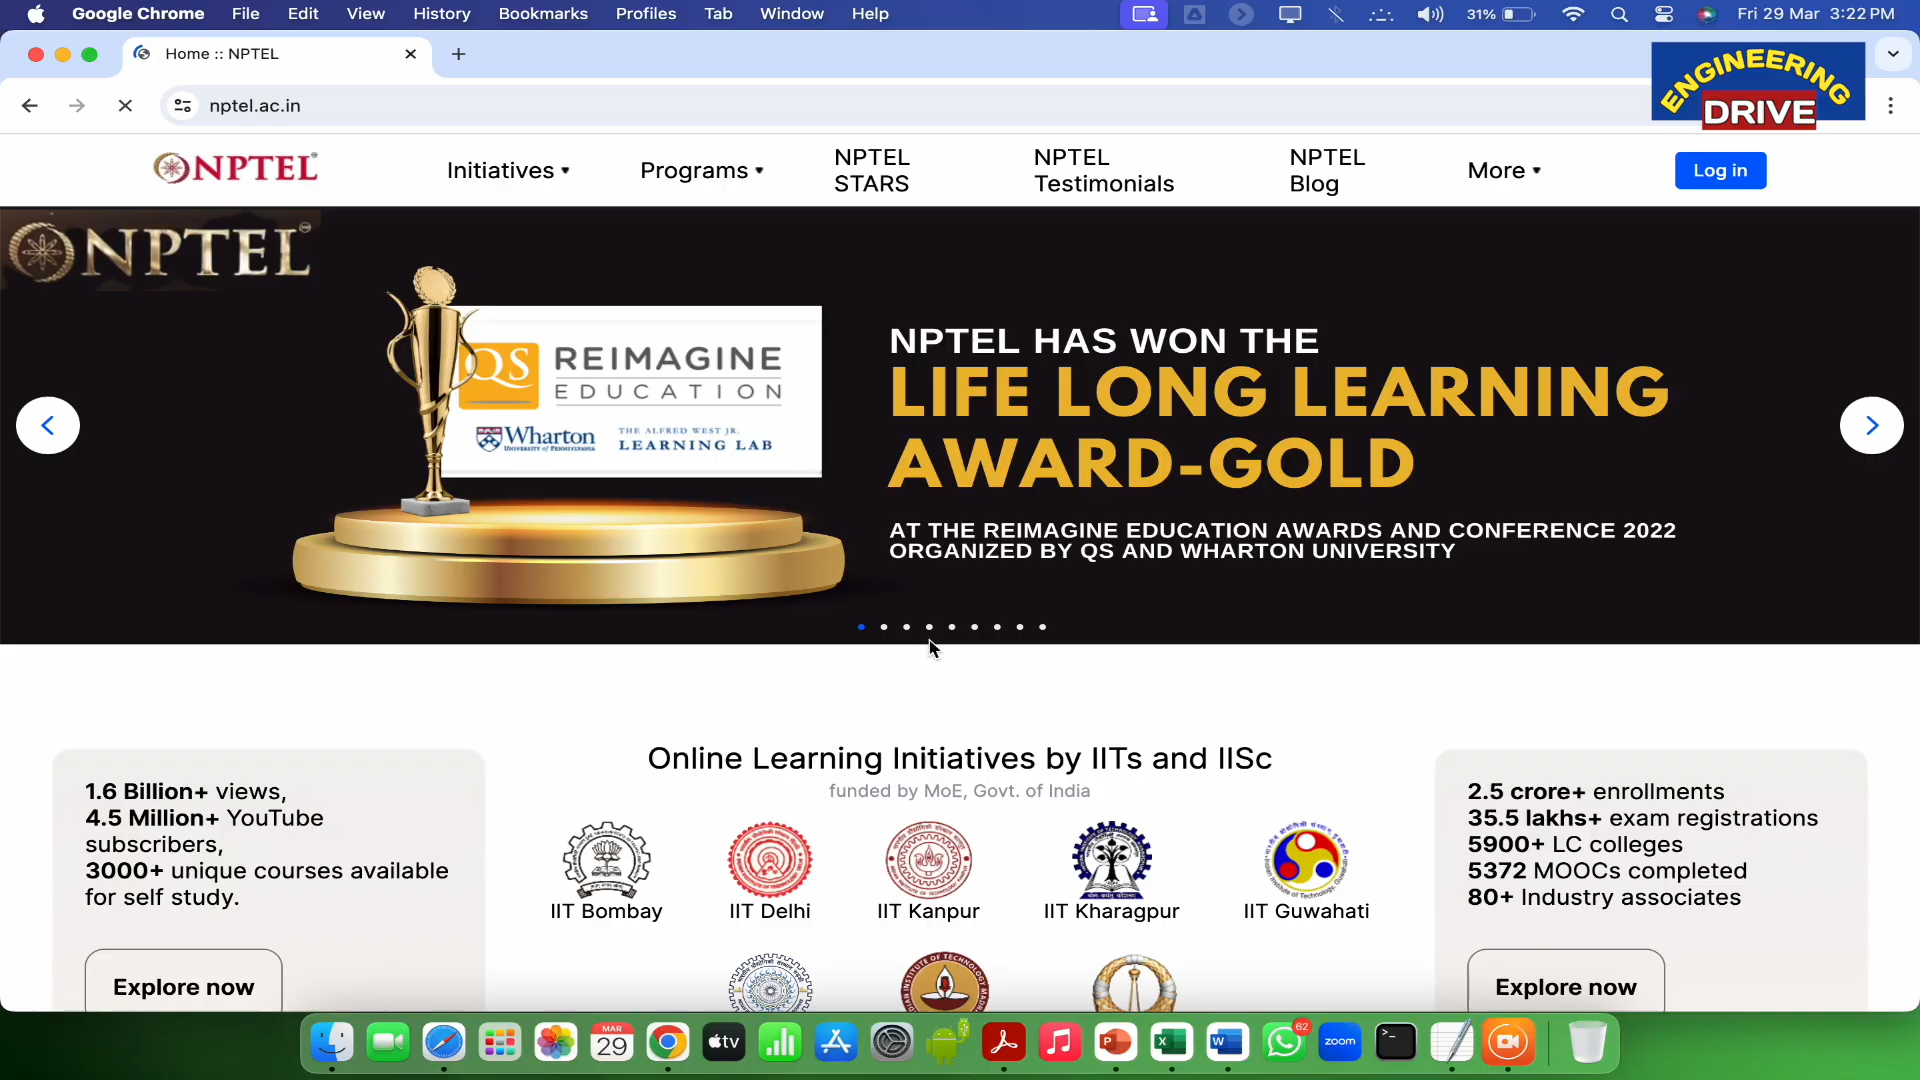 Google Chrome File Edit View History Bookmarks Profiles Tab Window Help 31% Fri 29 Mar 3:22 PM
Home :: NPTEL
ENGINEERING
DRIVE
nptel.ac.in
NPTEL
Initiatives
Programs
NPTEL
STARS
NPTEL
Testimonials
NPTEL
Blog
More
Log in
NPTEL
QS REIMAGINE
EDUCATION
Wharton
UNIVERSITY of PENNSYLVANIA
THE ALFRED WEST JR.
LEARNING LAB
NPTEL HAS WON THE
LIFE LONG LEARNING
AWARD-GOLD
AT THE REIMAGINE EDUCATION AWARDS AND CONFERENCE 2022
ORGANIZED BY QS AND WHARTON UNIVERSITY
1.6 Billion+ views,
4.5 Million+ YouTube
subscribers,
3000+ unique courses available
for self study.
Explore now
Online Learning Initiatives by IITs and IISc
funded by MoE, Govt. of India
IIT Bombay
IIT Delhi
IIT Kanpur
IIT Kharagpur
IIT Guwahati
2.5 crore+ enrollments
35.5 lakhs+ exam registrations
5900+ LC colleges
5372 MOOCs completed
80+ Industry associates
Explore now
MAR
29
tv
P
X
W
62
zoom
>_